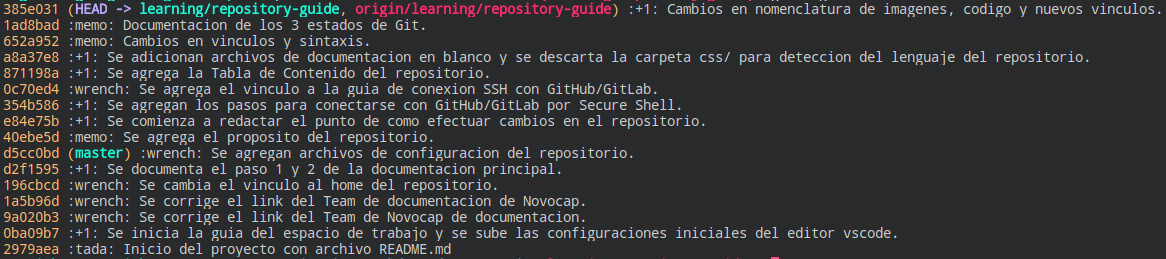 385e031 (HEAD -> learning/repository-guide, origin/learning/repository-guide) :+1: Cambios en nomenclatura de imagenes, codigo y nuevos vinculos.
1ad8bad :memo: Documentacion de los 3 estados de Git.
652a952 :memo: Cambios en vinculos y sintaxis.
a8a37e8 :+1: Se adicionan archivos de documentacion en blanco y se descarta la carpeta css/ para deteccion del lenguaje del repositorio.
871198a :+1: Se agrega la Tabla de Contenido del repositorio.
0c70ed4 :wrench: Se agrega el vinculo a la guia de conexion SSH con GitHub/GitLab.
354b586 :+1: Se agregan los pasos para conectarse con GitHub/GitLab por Secure Shell.
e84e75b :+1: Se comienza a redactar el punto de como efectuar cambios en el repositorio.
40ebe5d :memo: Se agrega el proposito del repositorio.
d5cc0bd (master) :wrench: Se agregan archivos de configuracion del repositorio.
d2f1595 :+1: Se documenta el paso 1 y 2 de la documentacion principal.
196cbcd :wrench: Se cambia el vinculo al home del repositorio.
1a5b96d :wrench: Se corrige el link del Team de documentacion de Novocap.
9a020b3 :wrench: Se corrige el link del Team de Novocap de documentacion.
0ba09b7 :+1: Se inicia la guia del espacio de trabajo y se sube las configuraciones iniciales del editor vscode.
2979aea :tada: Inicio del proyecto con archivo README.md